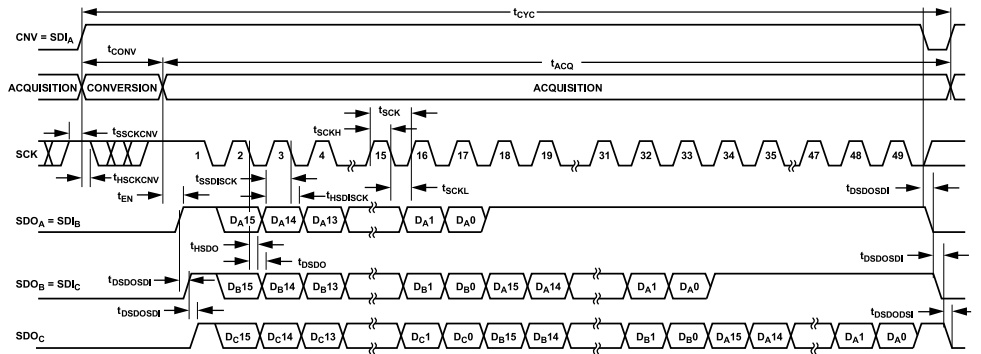 tCYC
CNV = SDIA
tCONV
tACQ
ACQUISITION CONVERSION ACQUISITION
tSCK
tSSCKCNV
tSCKH
SCK
1 2 3 4 15 16 17 18 19 31 32 33 34 35 47 48 49
tHSCKCNV
tSSDISCK
tHSDISCK
tSCKL
tEN
tDSDOSDI
SDOA = SDIB
DA15 DA14 DA13 DA1 DA0
tHSDO
tDSDO
tDSDOSDI
tDSDOSDI
SDOB = SDIC
DB15 DB14 DB13 DB1 DB0 DA15 DA14 DA1 DA0
tDSDOSDI
tDSDODSI
SDOC
DC15 DC14 DC13 DC1 DC0 DB15 DB14 DB1 DB0 DA15 DA14 DA1 DA0